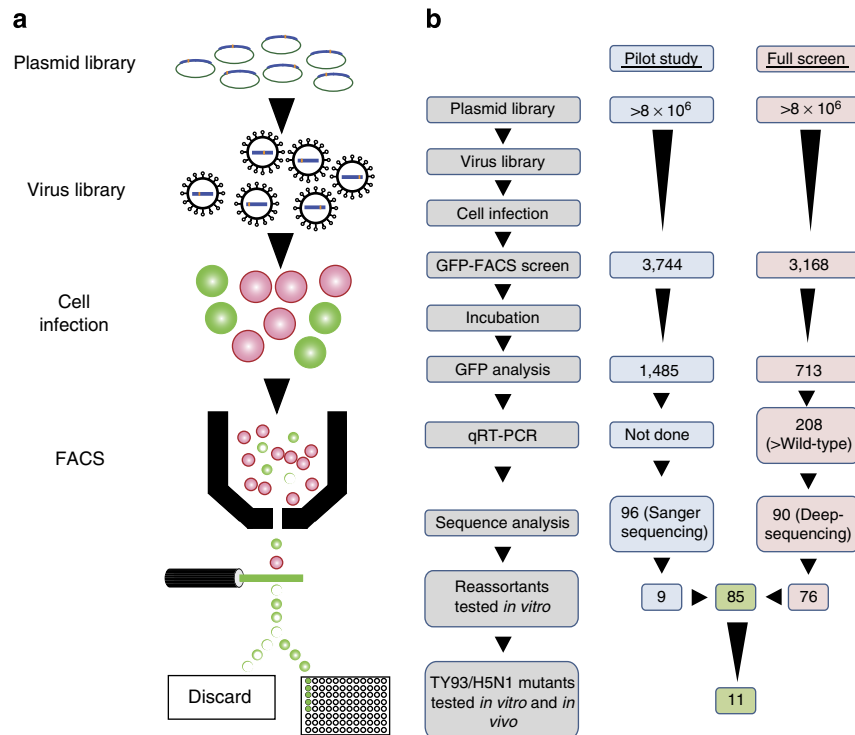 a
Plasmid library
Virus library
Cell
infection
FACS
Discard
b
Pilot study
Full screen
Plasmid library
>8 × 10⁶
>8 × 10⁶
Virus library
Cell infection
GFP-FACS screen
3,744
3,168
Incubation
GFP analysis
1,485
713
qRT-PCR
Not done
208
(>Wild-type)
Sequence analysis
96 (Sanger
sequencing)
90 (Deep-
sequencing)
Reassortants
tested in vitro
9
85
76
TY93/H5N1 mutants
tested in vitro and in
vivo
11